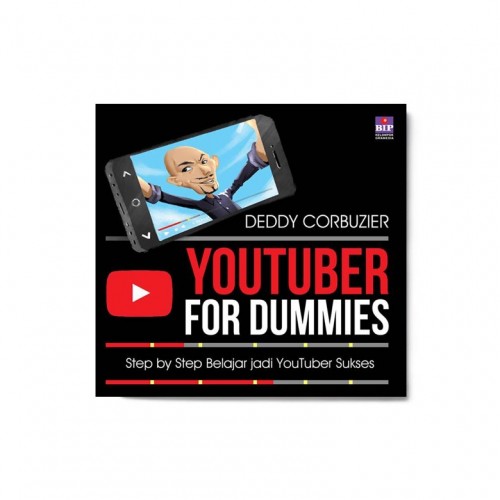 BIP
DEDDY CORBUZIER
YOUTUBER
FOR DUMMIES
Step by Step Belajar jadi YouTuber Sukses